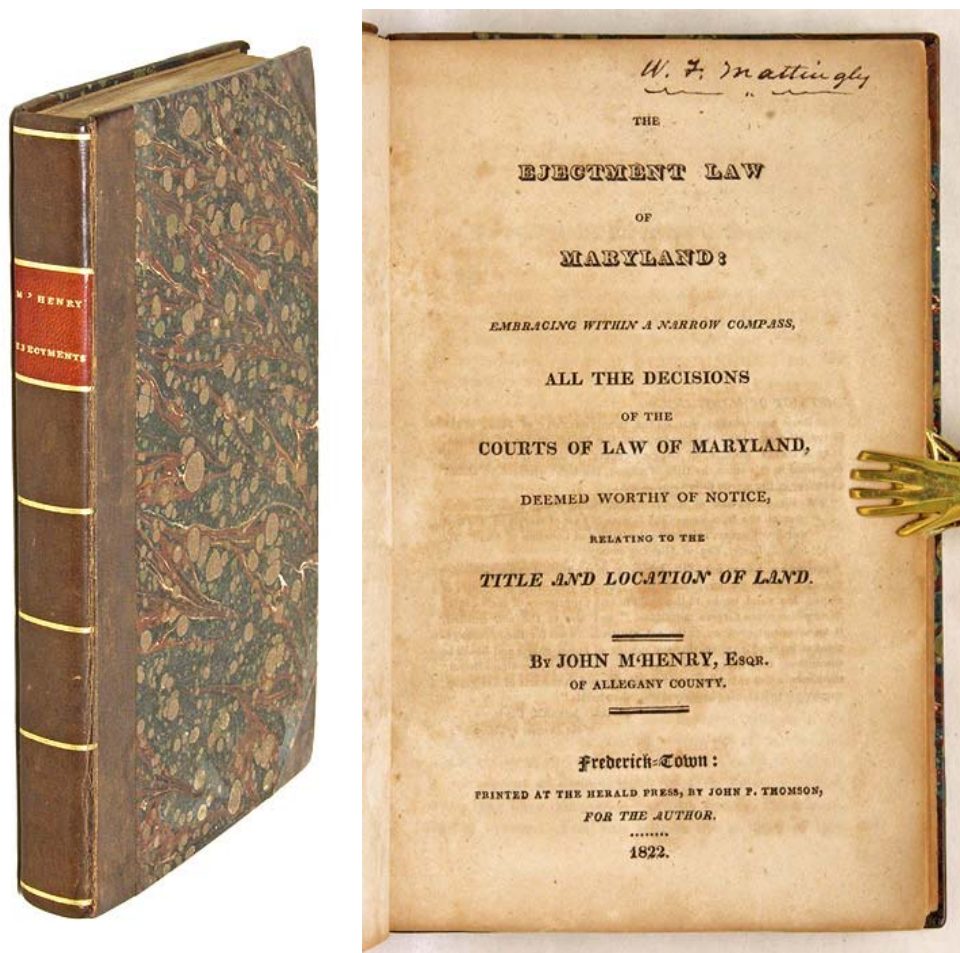 M'HENRY
EJECTMENTS
W. F. Mattingly
THE
EJECTMENT LAW
OF
MARYLAND:
EMBRACING WITHIN A NARROW COMPASS,
ALL THE DECISIONS
OF THE
COURTS OF LAW OF MARYLAND,
DEEMED WORTHY OF NOTICE,
RELATING TO THE
TITLE AND LOCATION OF LAND.
By JOHN M‘HENRY, Esqr.
OF ALLEGANY COUNTY.
Frederick-Town:
PRINTED AT THE HERALD PRESS, BY JOHN P. THOMSON,
FOR THE AUTHOR.
1822.